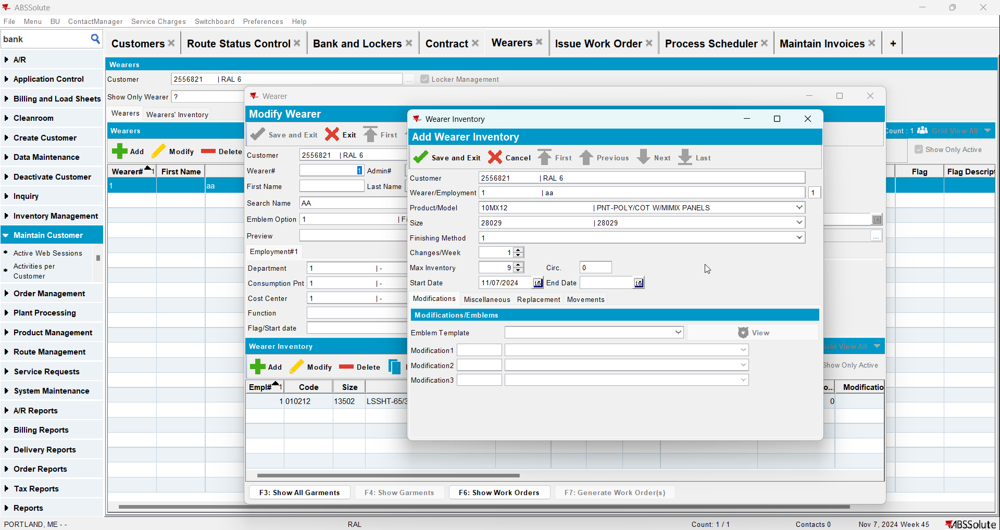 ABSSolute
File Menu BU ContactManager Service Charges Switchboard Preferences Help
bank
Customers Route Status Control Bank and Lockers Contract Wearers Issue Work Order Process Scheduler Maintain Invoices +
A/R
Application Control
Billing and Load Sheets
Cleanroom
Create Customer
Data Maintenance
Deactivate Customer
Inquiry
Inventory Management
Maintain Customer
Active Web Sessions
Activities per
Customer
Order Management
Plant Processing
Product Management
Route Management
Service Requests
System Maintenance
A/R Reports
Billing Reports
Delivery Reports
Order Reports
Tax Reports
Reports
Wearers
Customer 2556821 | RAL 6 ... Locker Management
Show Only Wearer ?
Wearers Wearers' Inventory
Wearers
Count : 1 Grid View All
Add Modify Delete
Show Only Active
Wearer# 1 First Name Flag Flag Descript
1 aa
Wearer
Modify Wearer
Save and Exit Exit First
Customer 2556821 | RAL 6
Wearer# 1 Admin#
First Name Last Name
Search Name AA
Emblem Option 1 | Fi
16
Preview
...
Employment#1
Department 1 | -
Consumption Pnt 1 | -
Cost Center 1 | -
Function
Flag/Start date
Wearer Inventory
Grid View All
Add Modify Delete
Show Only Active
Empl# 1 Code Size o... Modificatio
1 010212 13502 LSSHT-65/3 0
F3: Show All Garments F4: Show Garments F6: Show Work Orders F7: Generate Work Order(s)
Wearer Inventory
Add Wearer Inventory
Save and Exit Cancel First Previous Next Last
Customer 2556821 | RAL 6
Wearer/Employment 1 | aa 1
Product/Model 10MX12 | PNT-POLY/COT W/MIMIX PANELS
Size 28029 | 28029
Finishing Method 1
Changes/Week 1
Max Inventory 9 Circ. 0
Start Date 11/07/2024 16 End Date 16
Modifications Miscellaneous Replacement Movements
Modifications/Emblems
Emblem Template View
Modification1
Modification2
Modification3
PORTLAND, ME - - RAL Count: 1 / 1 Contacts 0 Nov 7, 2024 Week 45 ABSSolute